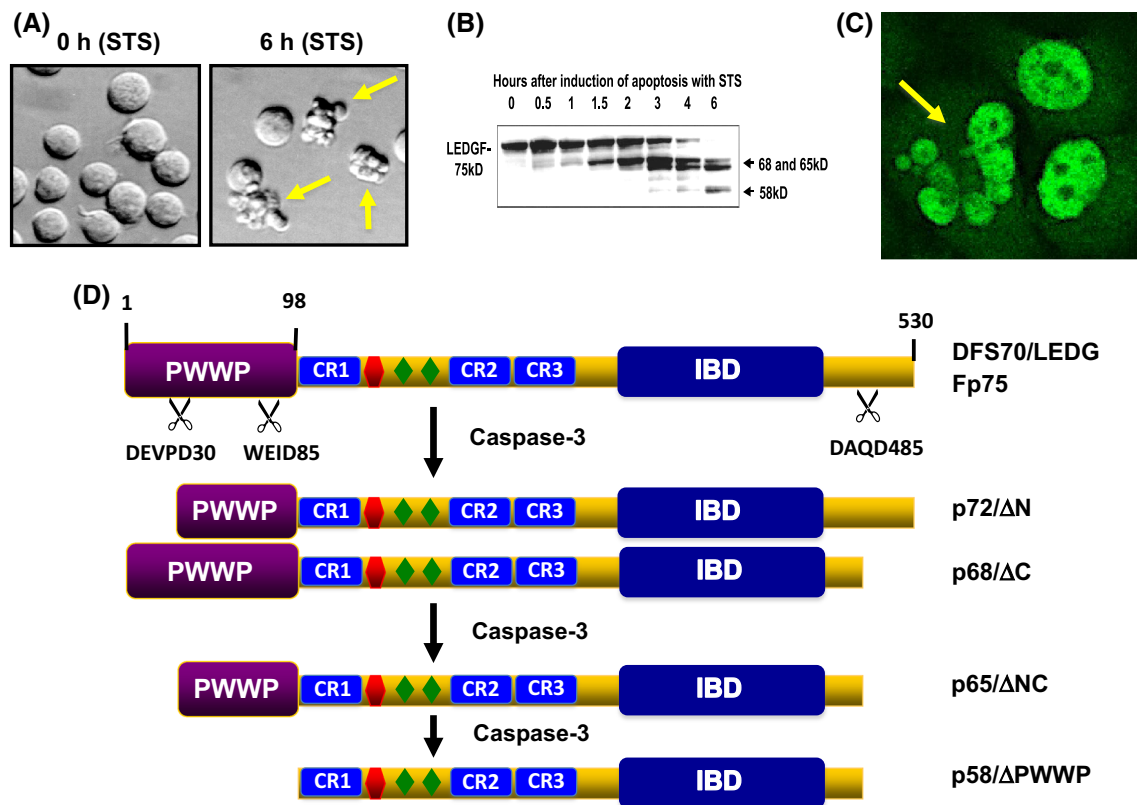 (A)
0 h (STS)
6 h (STS)
(B)
Hours after induction of apoptosis with STS
0 0.5 1 1.5 2 3 4 6
LEDGF-
75kD
68 and 65kD
58kD
(C)
(D)
1
98
530
PWWP CR1 CR2 CR3 IBD
DFS70/LEDG
Fp75
DEVPD30
WEID85
DAQD485
Caspase-3
PWWP CR1 CR2 CR3 IBD
p72/ΔN
PWWP CR1 CR2 CR3 IBD
p68/ΔC
Caspase-3
PWWP CR1 CR2 CR3 IBD
p65/ΔNC
Caspase-3
CR1 CR2 CR3 IBD
p58/ΔPWWP